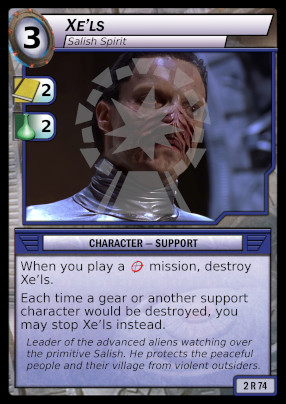 3
XE'LS
Salish Spirit
2
2
CHARACTER – SUPPORT
When you play a mission, destroy
Xe'ls.
Each time a gear or another support
character would be destroyed, you
may stop Xe'ls instead.
Leader of the advanced aliens watching over
the primitive Salish. He protects the peaceful
people and their village from violent outsiders.
2 R 74